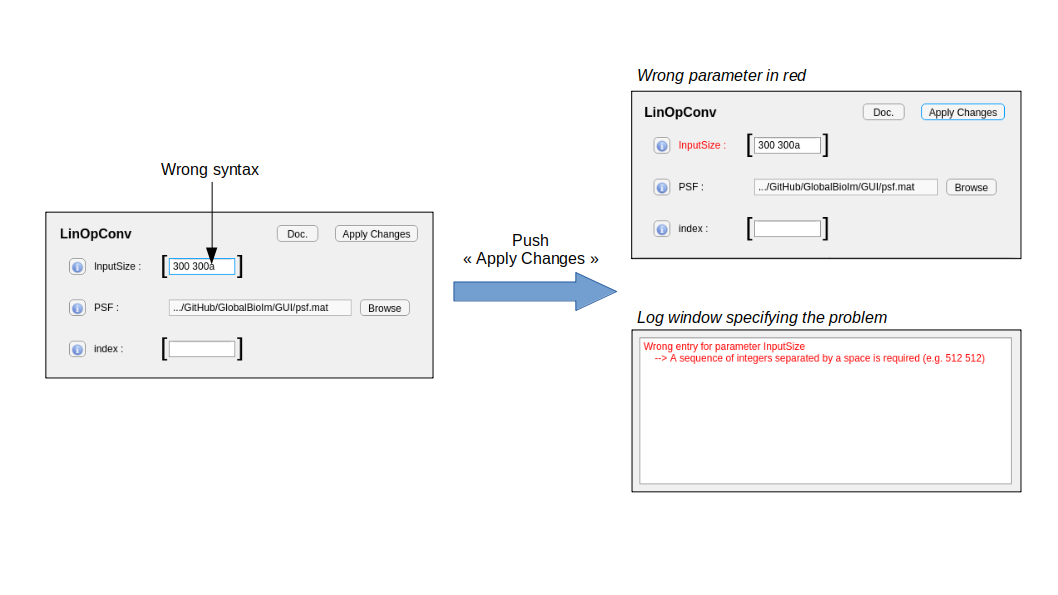 Wrong syntax
LinOpConv Doc. Apply Changes
InputSize : [ 300 300a ]
PSF : .../GitHub/GlobalBioIm/GUI/psf.mat Browse
index : [ ]
Push
« Apply Changes »
Wrong parameter in red
LinOpConv Doc. Apply Changes
InputSize : [ 300 300a ]
PSF : .../GitHub/GlobalBioIm/GUI/psf.mat Browse
index : [ ]
Log window specifying the problem
Wrong entry for parameter InputSize
--> A sequence of integers separated by a space is required (e.g. 512 512)